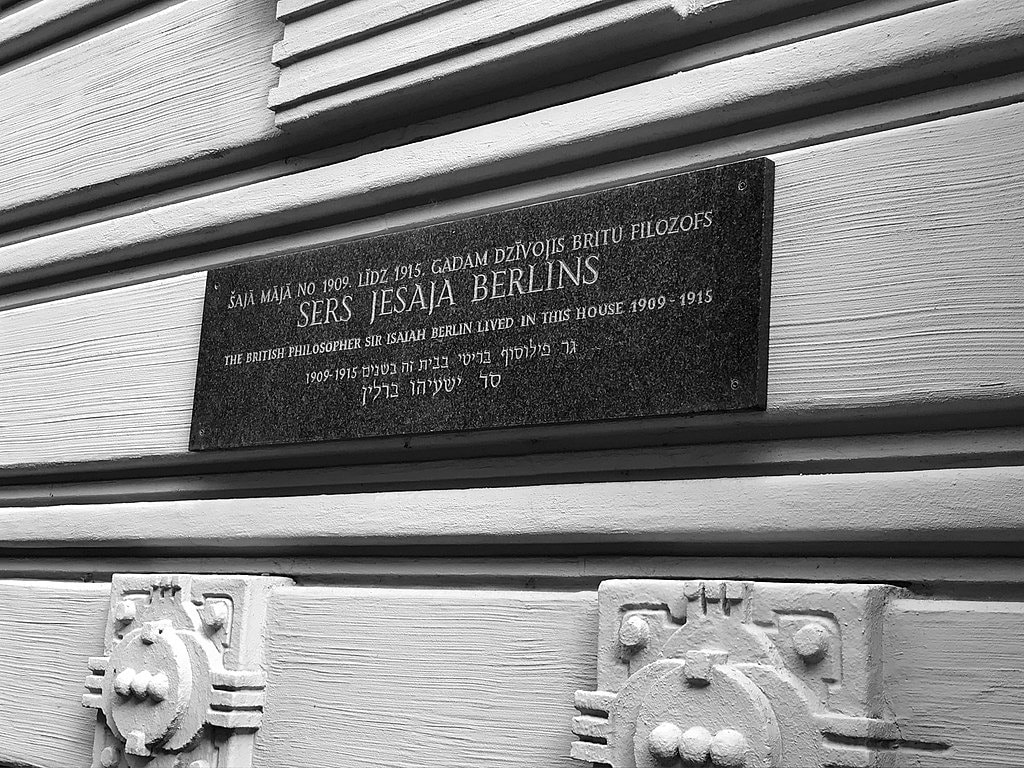 ŠAJĀ MĀJĀ NO 1909. LĪDZ 1915. GADAM DZĪVOJIS BRITU FILOZOFS
SERS JESAJA BERLINS
THE BRITISH PHILOSOPHER SIR ISAIAH BERLIN LIVED IN THIS HOUSE 1909-1915
גר פילוסוף בריטי בבית זה בשנים 1909-1915
סד ישעיהו ברלין